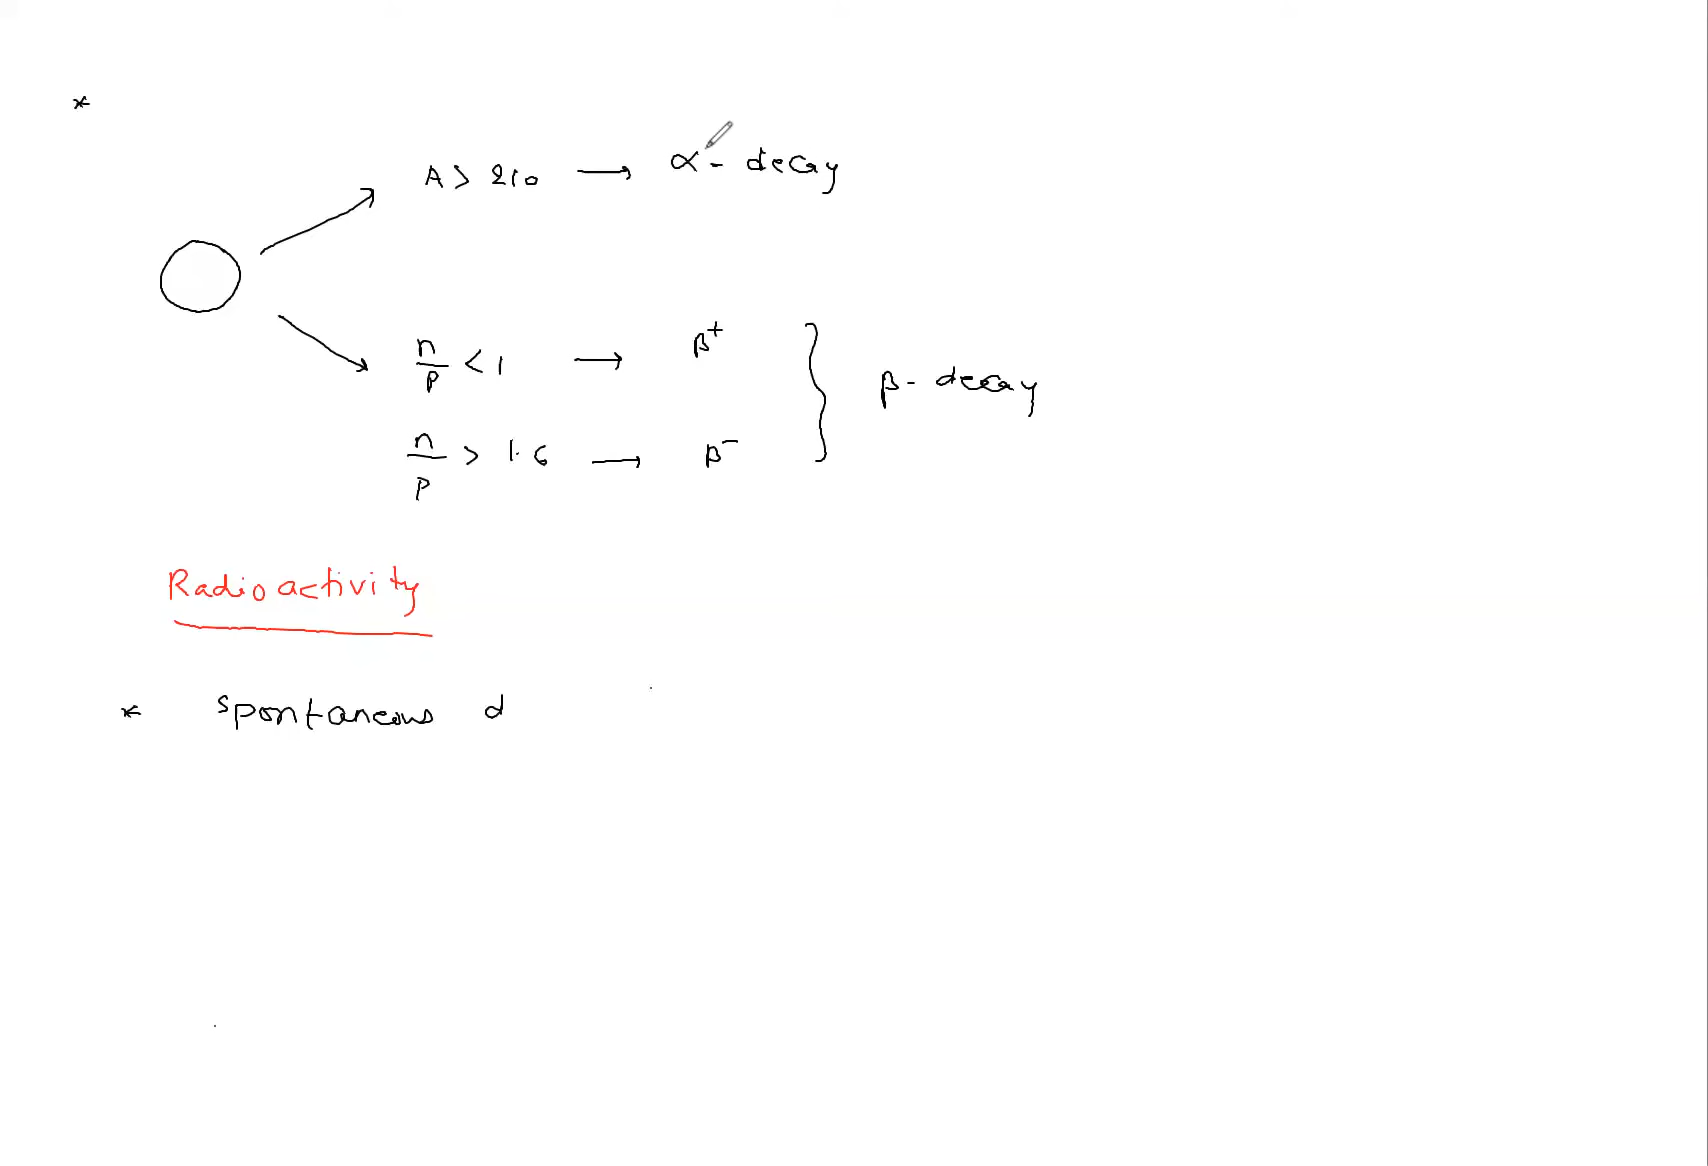 *
A > 210 → α - decay
n/p < 1 → β⁺
β - decay
n/p > 1.6 → β⁻
Radioactivity
* spontaneous d